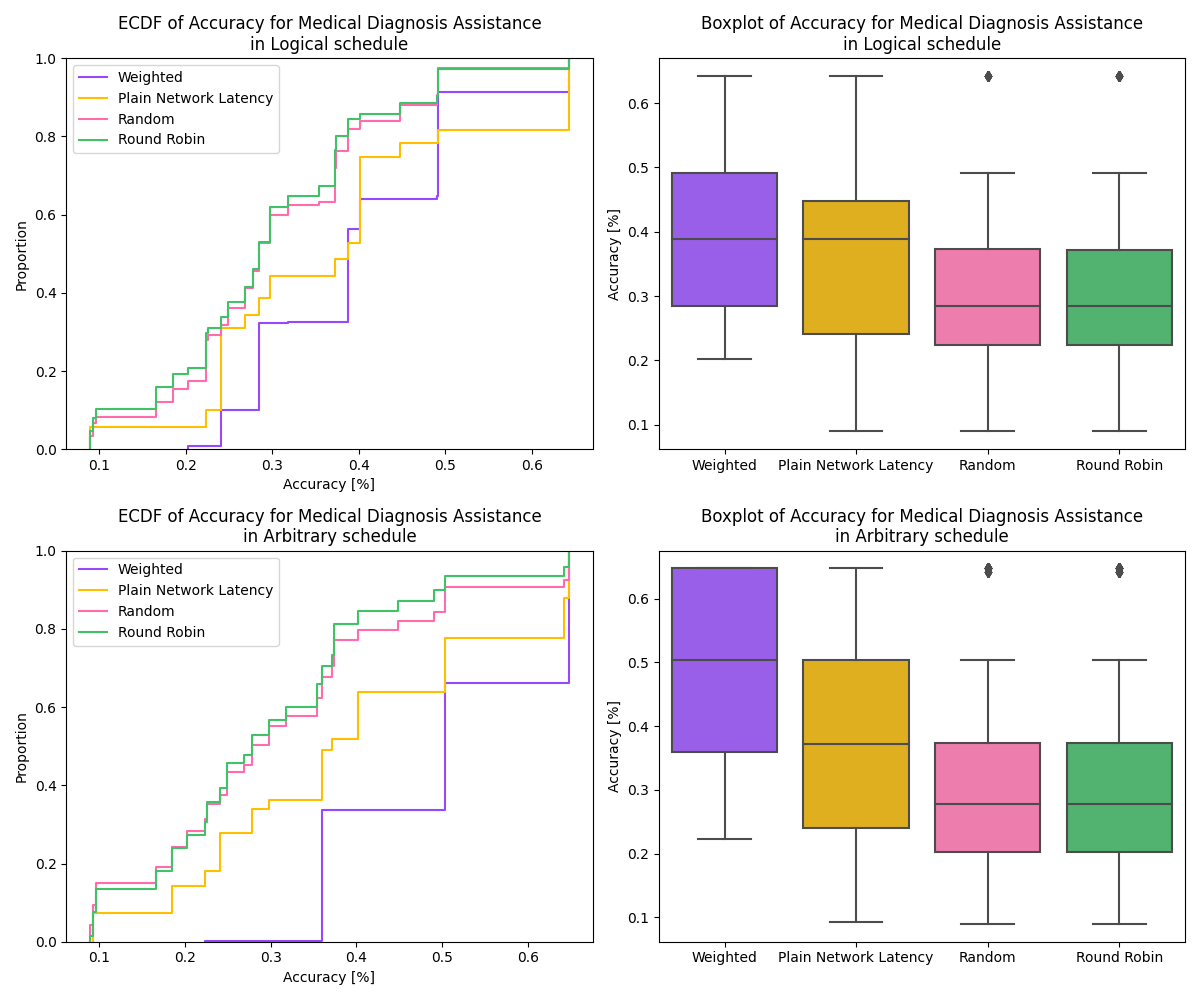 ECDF of Accuracy for Medical Diagnosis Assistance
in Logical schedule
1.0
0.8
0.6
0.4
0.2
0.0
Proportion
Weighted
Plain Network Latency
Random
Round Robin
0.1 0.2 0.3 0.4 0.5 0.6
Accuracy [%]
Boxplot of Accuracy for Medical Diagnosis Assistance
in Logical schedule
0.6
0.5
0.4
0.3
0.2
0.1
Accuracy [%]
Weighted Plain Network Latency Random Round Robin
ECDF of Accuracy for Medical Diagnosis Assistance
in Arbitrary schedule
1.0
0.8
0.6
0.4
0.2
0.0
Proportion
Weighted
Plain Network Latency
Random
Round Robin
0.1 0.2 0.3 0.4 0.5 0.6
Accuracy [%]
Boxplot of Accuracy for Medical Diagnosis Assistance
in Arbitrary schedule
0.6
0.5
0.4
0.3
0.2
0.1
Accuracy [%]
Weighted Plain Network Latency Random Round Robin